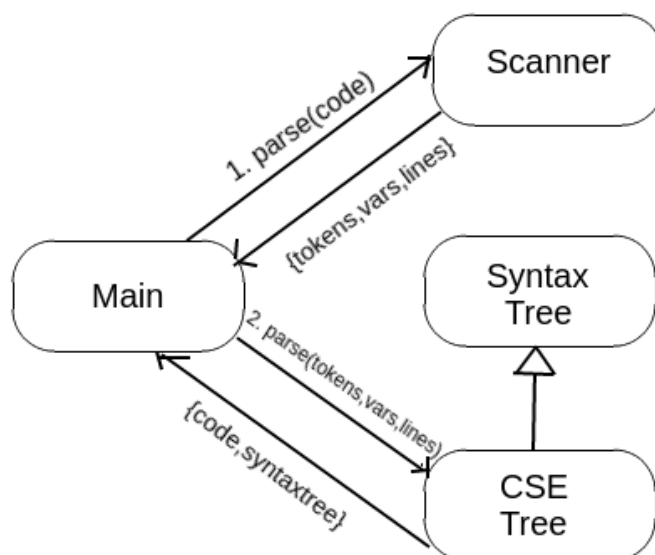 Scanner
1. parse(code)
{tokens,vars,lines}
Main
Syntax
Tree
2. parse(tokens,vars,lines)
{code,syntaxtree}
CSE
Tree